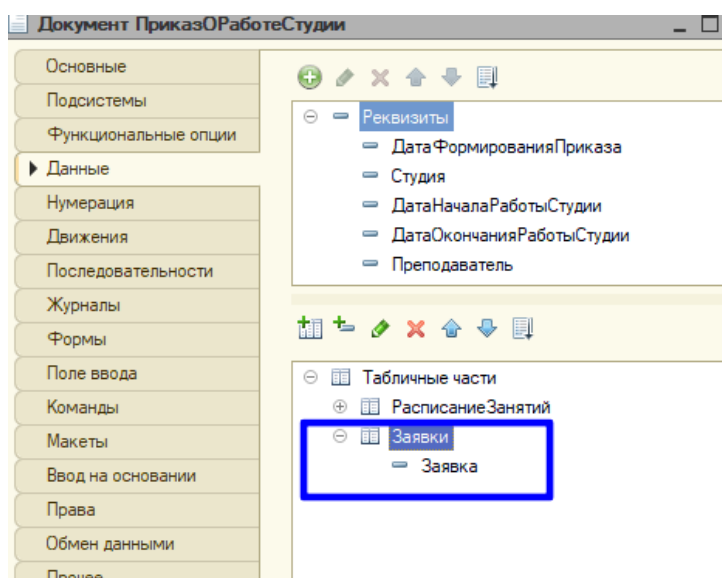 Документ ПриказОРаботеСтудии
Основные
Подсистемы
Функциональные опции
Данные
Нумерация
Движения
Последовательности
Журналы
Формы
Поле ввода
Команды
Макеты
Ввод на основании
Права
Обмен данными
Прочее
Реквизиты
ДатаФормированияПриказа
Студия
ДатаНачалаРаботыСтудии
ДатаОкончанияРаботыСтудии
Преподаватель
Табличные части
РасписаниеЗанятий
Заявки
Заявка